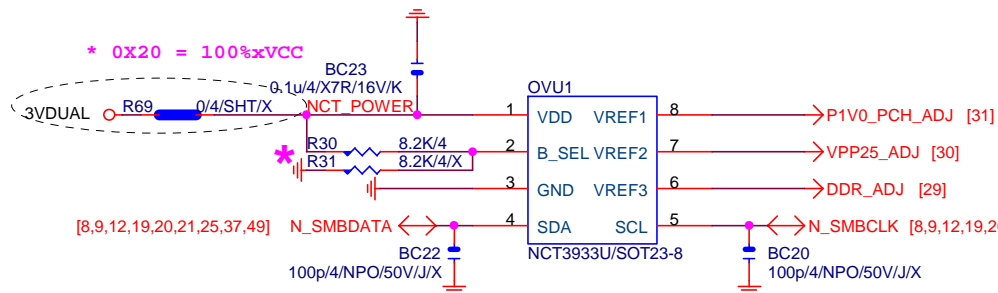 * 0X20 = 100%xVCC
BC23
0.1u/4/X7R/16V/K
OVU1
3VDUAL R69 0/4/SHT/X NCT_POWER
1 VDD VREF1 8 P1V0_PCH_ADJ [31]
* R30 8.2K/4 2 B_SEL VREF2 7 VPP25_ADJ [30]
R31 8.2K/4/X
3 GND VREF3 6 DDR_ADJ [29]
[8,9,12,19,20,21,25,37,49] N_SMBDATA 4 SDA SCL 5 N_SMBCLK [8,9,12,19,20
BC22 NCT3933U/SOT23-8 BC20
100p/4/NPO/50V/J/X 100p/4/NPO/50V/J/X